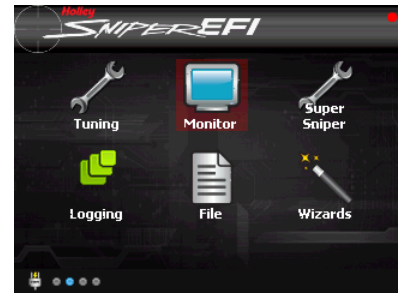 Holley
SNIPER EFI
Tuning
Monitor
Super
Sniper
Logging
File
Wizards